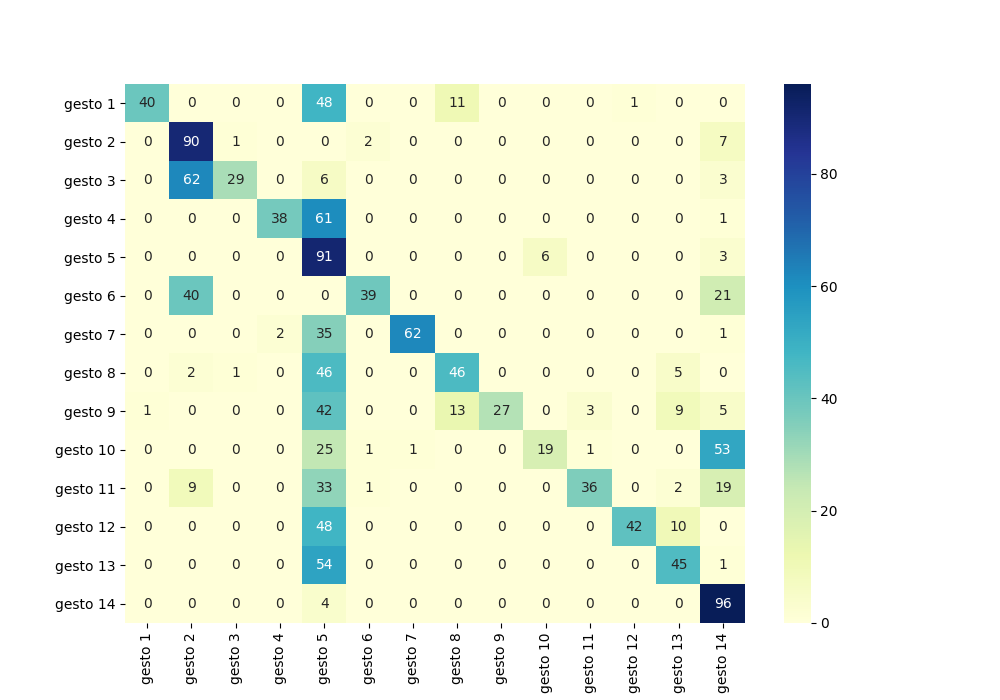 gesto 1 40 0 0 0 48 0 0 11 0 0 0 1 0 0
gesto 2 0 90 1 0 0 2 0 0 0 0 0 0 0 7
gesto 3 0 62 29 0 6 0 0 0 0 0 0 0 0 3
gesto 4 0 0 0 38 61 0 0 0 0 0 0 0 0 1
gesto 5 0 0 0 0 91 0 0 0 0 6 0 0 0 3
gesto 6 0 40 0 0 0 39 0 0 0 0 0 0 0 21
gesto 7 0 0 0 2 35 0 62 0 0 0 0 0 0 1
gesto 8 0 2 1 0 46 0 0 46 0 0 0 0 5 0
gesto 9 1 0 0 0 42 0 0 13 27 0 3 0 9 5
gesto 10 0 0 0 0 25 1 1 0 0 19 1 0 0 53
gesto 11 0 9 0 0 33 1 0 0 0 0 36 0 2 19
gesto 12 0 0 0 0 48 0 0 0 0 0 0 42 10 0
gesto 13 0 0 0 0 54 0 0 0 0 0 0 0 45 1
gesto 14 0 0 0 0 4 0 0 0 0 0 0 0 0 96
gesto 1 gesto 2 gesto 3 gesto 4 gesto 5 gesto 6 gesto 7 gesto 8 gesto 9 gesto 10 gesto 11 gesto 12 gesto 13 gesto 14
80
60
40
20
0